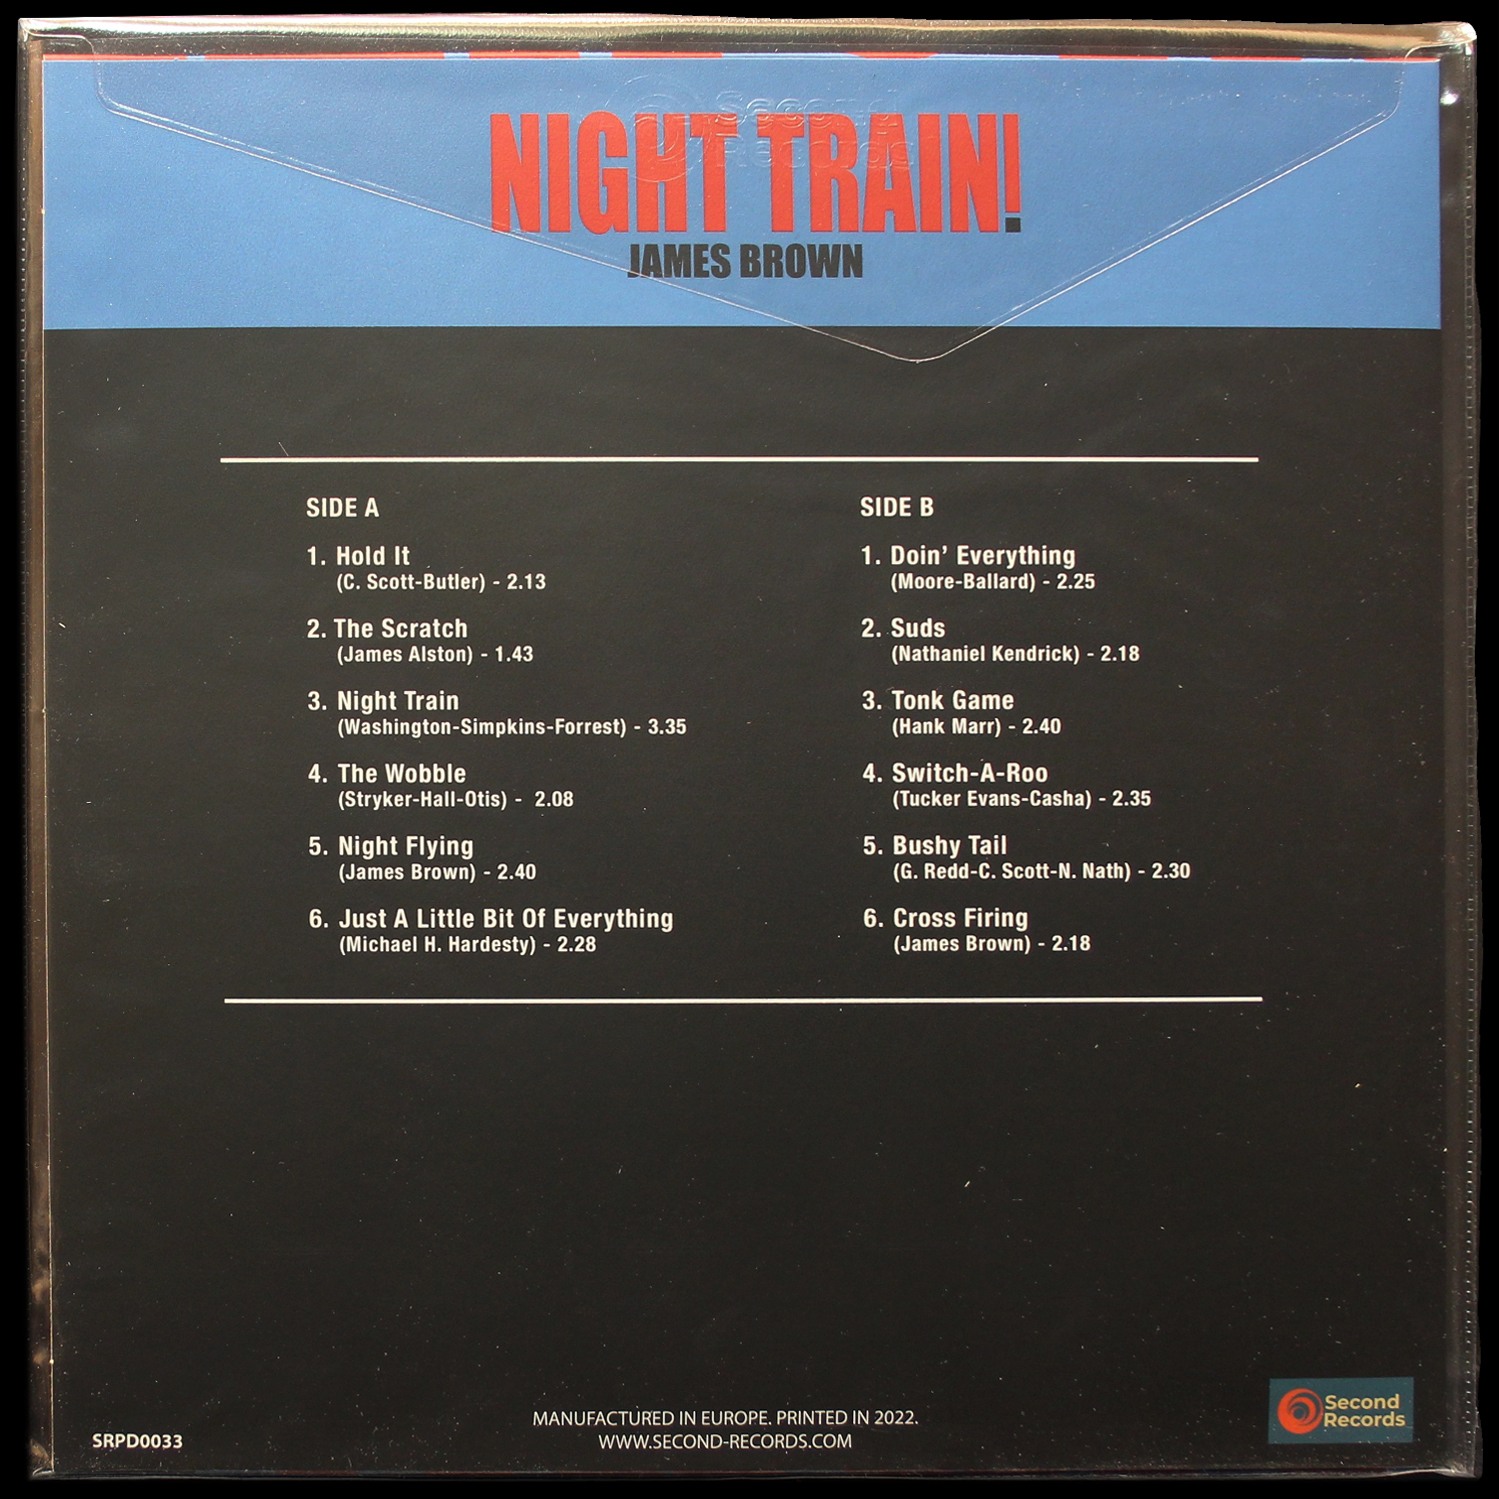 Second
Records
NIGHT TRAIN!
JAMES BROWN
SIDE A
1. Hold It
(C. Scott-Butler) - 2.13
2. The Scratch
(James Alston) - 1.43
3. Night Train
(Washington-Simpkins-Forrest) - 3.35
4. The Wobble
(Stryker-Hall-Otis) - 2.08
5. Night Flying
(James Brown) - 2.40
6. Just A Little Bit Of Everything
(Michael H. Hardesty) - 2.28
SIDE B
1. Doin' Everything
(Moore-Ballard) - 2.25
2. Suds
(Nathaniel Kendrick) - 2.18
3. Tonk Game
(Hank Marr) - 2.40
4. Switch-A-Roo
(Tucker Evans-Casha) - 2.35
5. Bushy Tail
(G. Redd-C. Scott-N. Nath) - 2.30
6. Cross Firing
(James Brown) - 2.18
SRPD0033
MANUFACTURED IN EUROPE. PRINTED IN 2022.
WWW.SECOND-RECORDS.COM
Second
Records